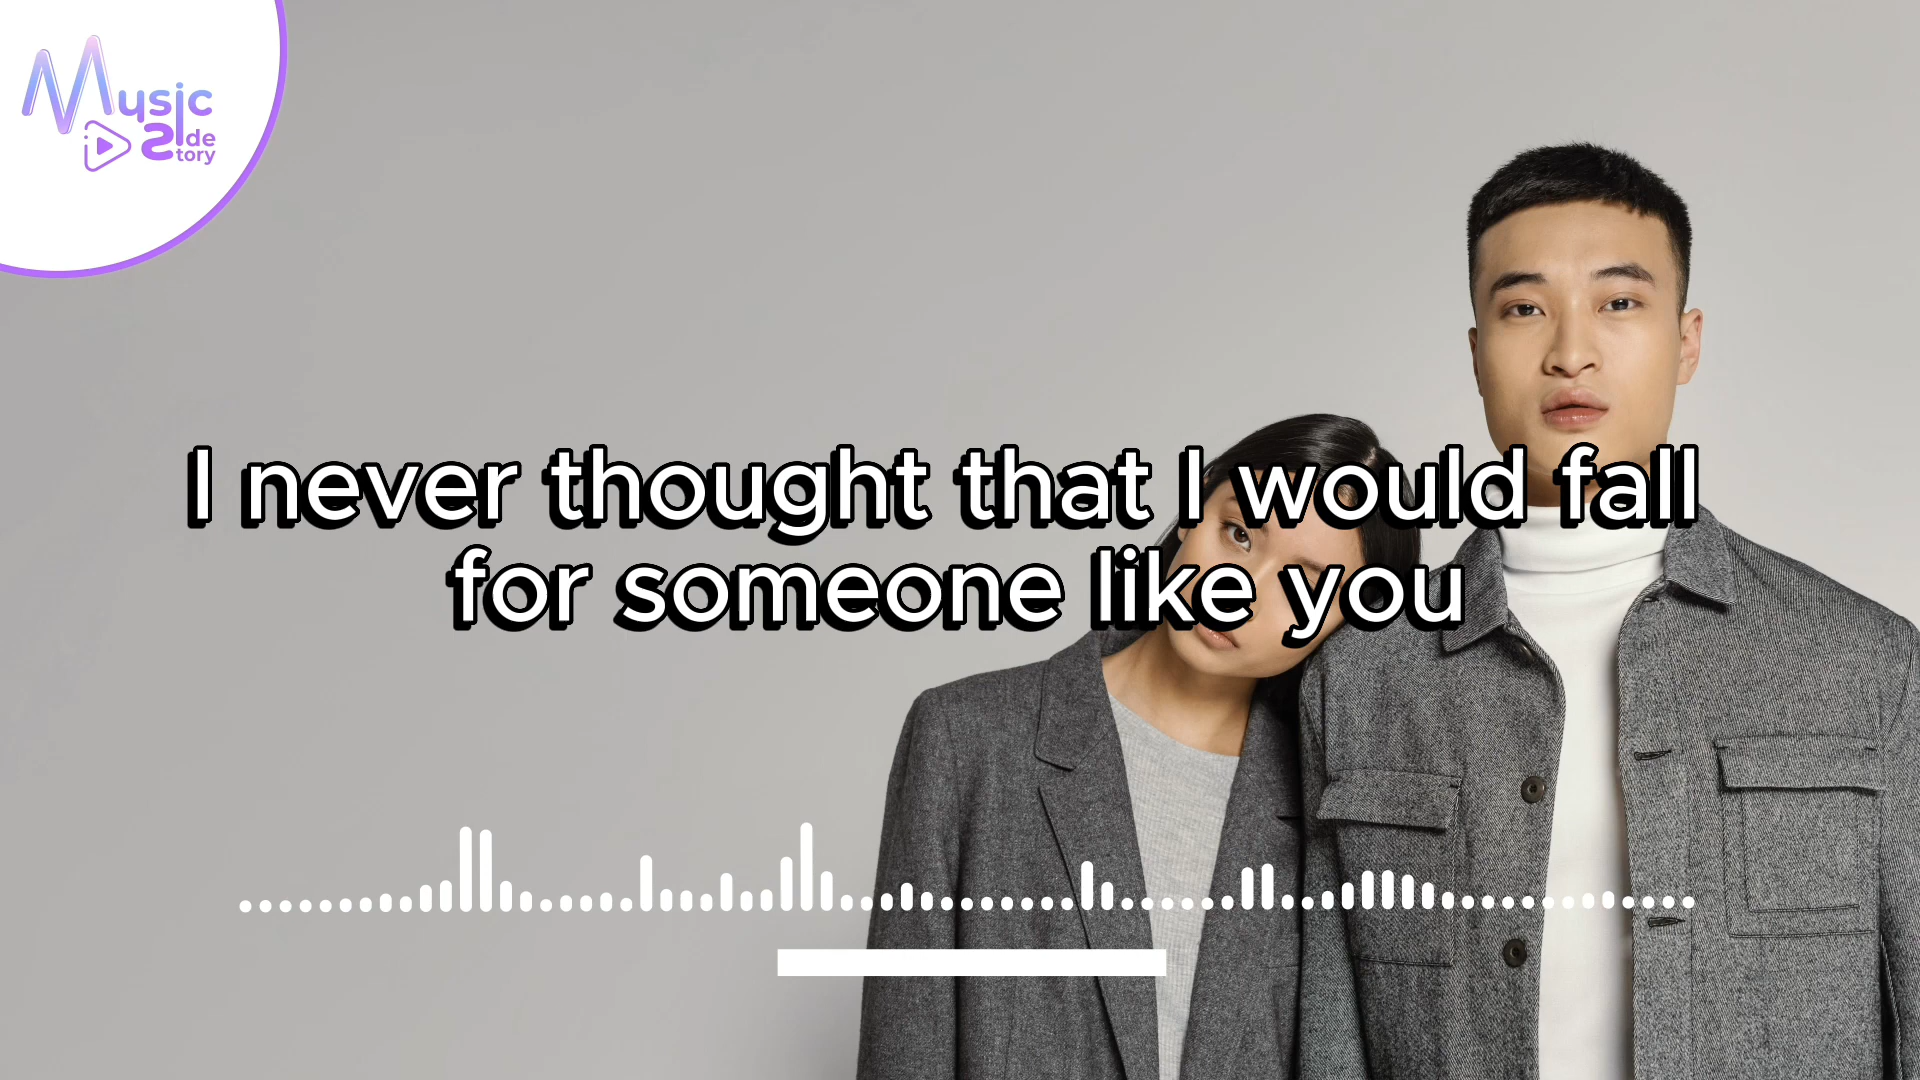 Music
Side
Story
I never thought that I would fall
for someone like you